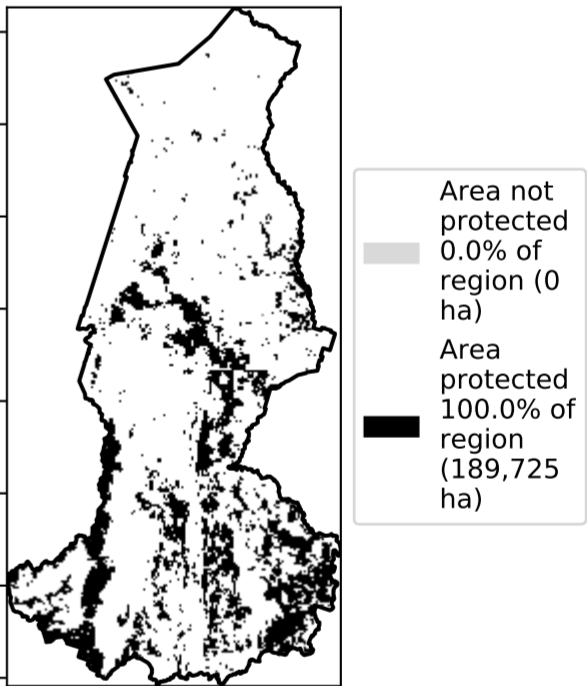 Area not
protected
0.0% of
region (0
ha)
Area
protected
100.0% of
region
(189,725
ha)